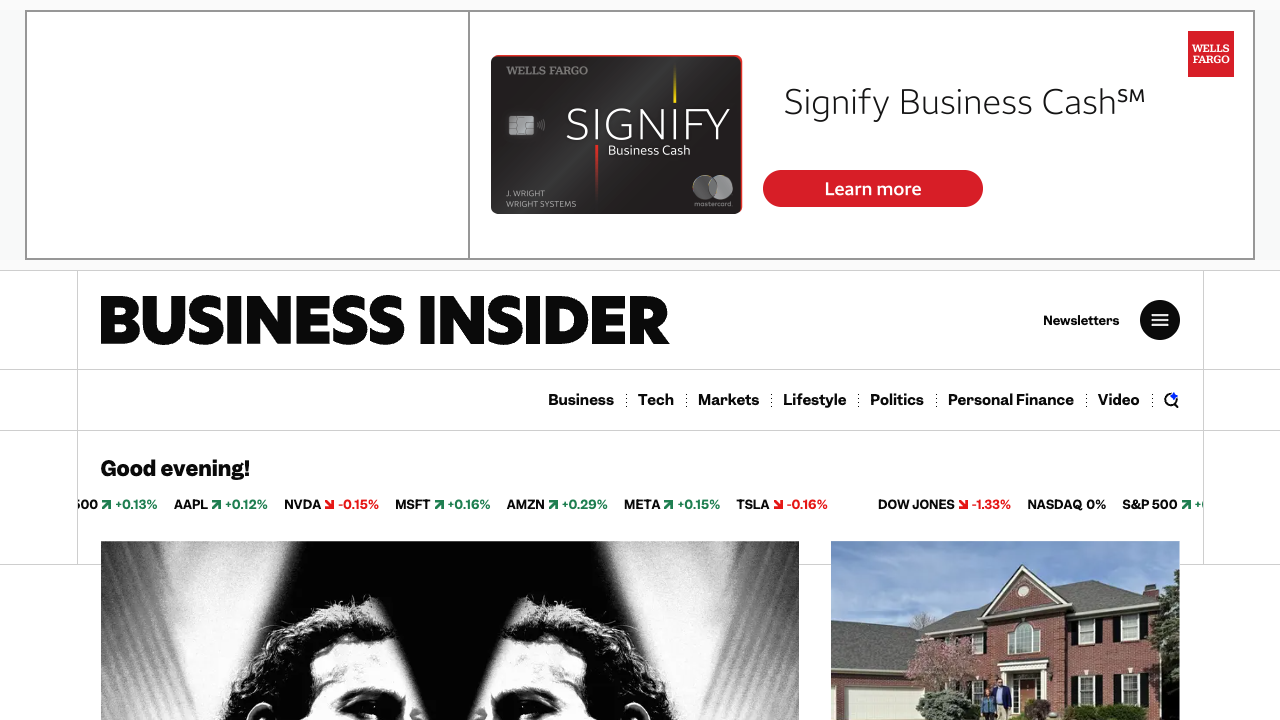 WELLS FARGO
SIGNIFY
Business Cash
J. WRIGHT
WRIGHT SYSTEMS
mastercard
Signify Business Cash℠
Learn more
WELLS
FARGO
BUSINESS INSIDER
Newsletters
Business Tech Markets Lifestyle Politics Personal Finance Video
Good evening!
500 +0.13% AAPL +0.12% NVDA -0.15% MSFT +0.16% AMZN +0.29% META +0.15% TSLA -0.16% DOW JONES -1.33% NASDAQ 0% S&P 500